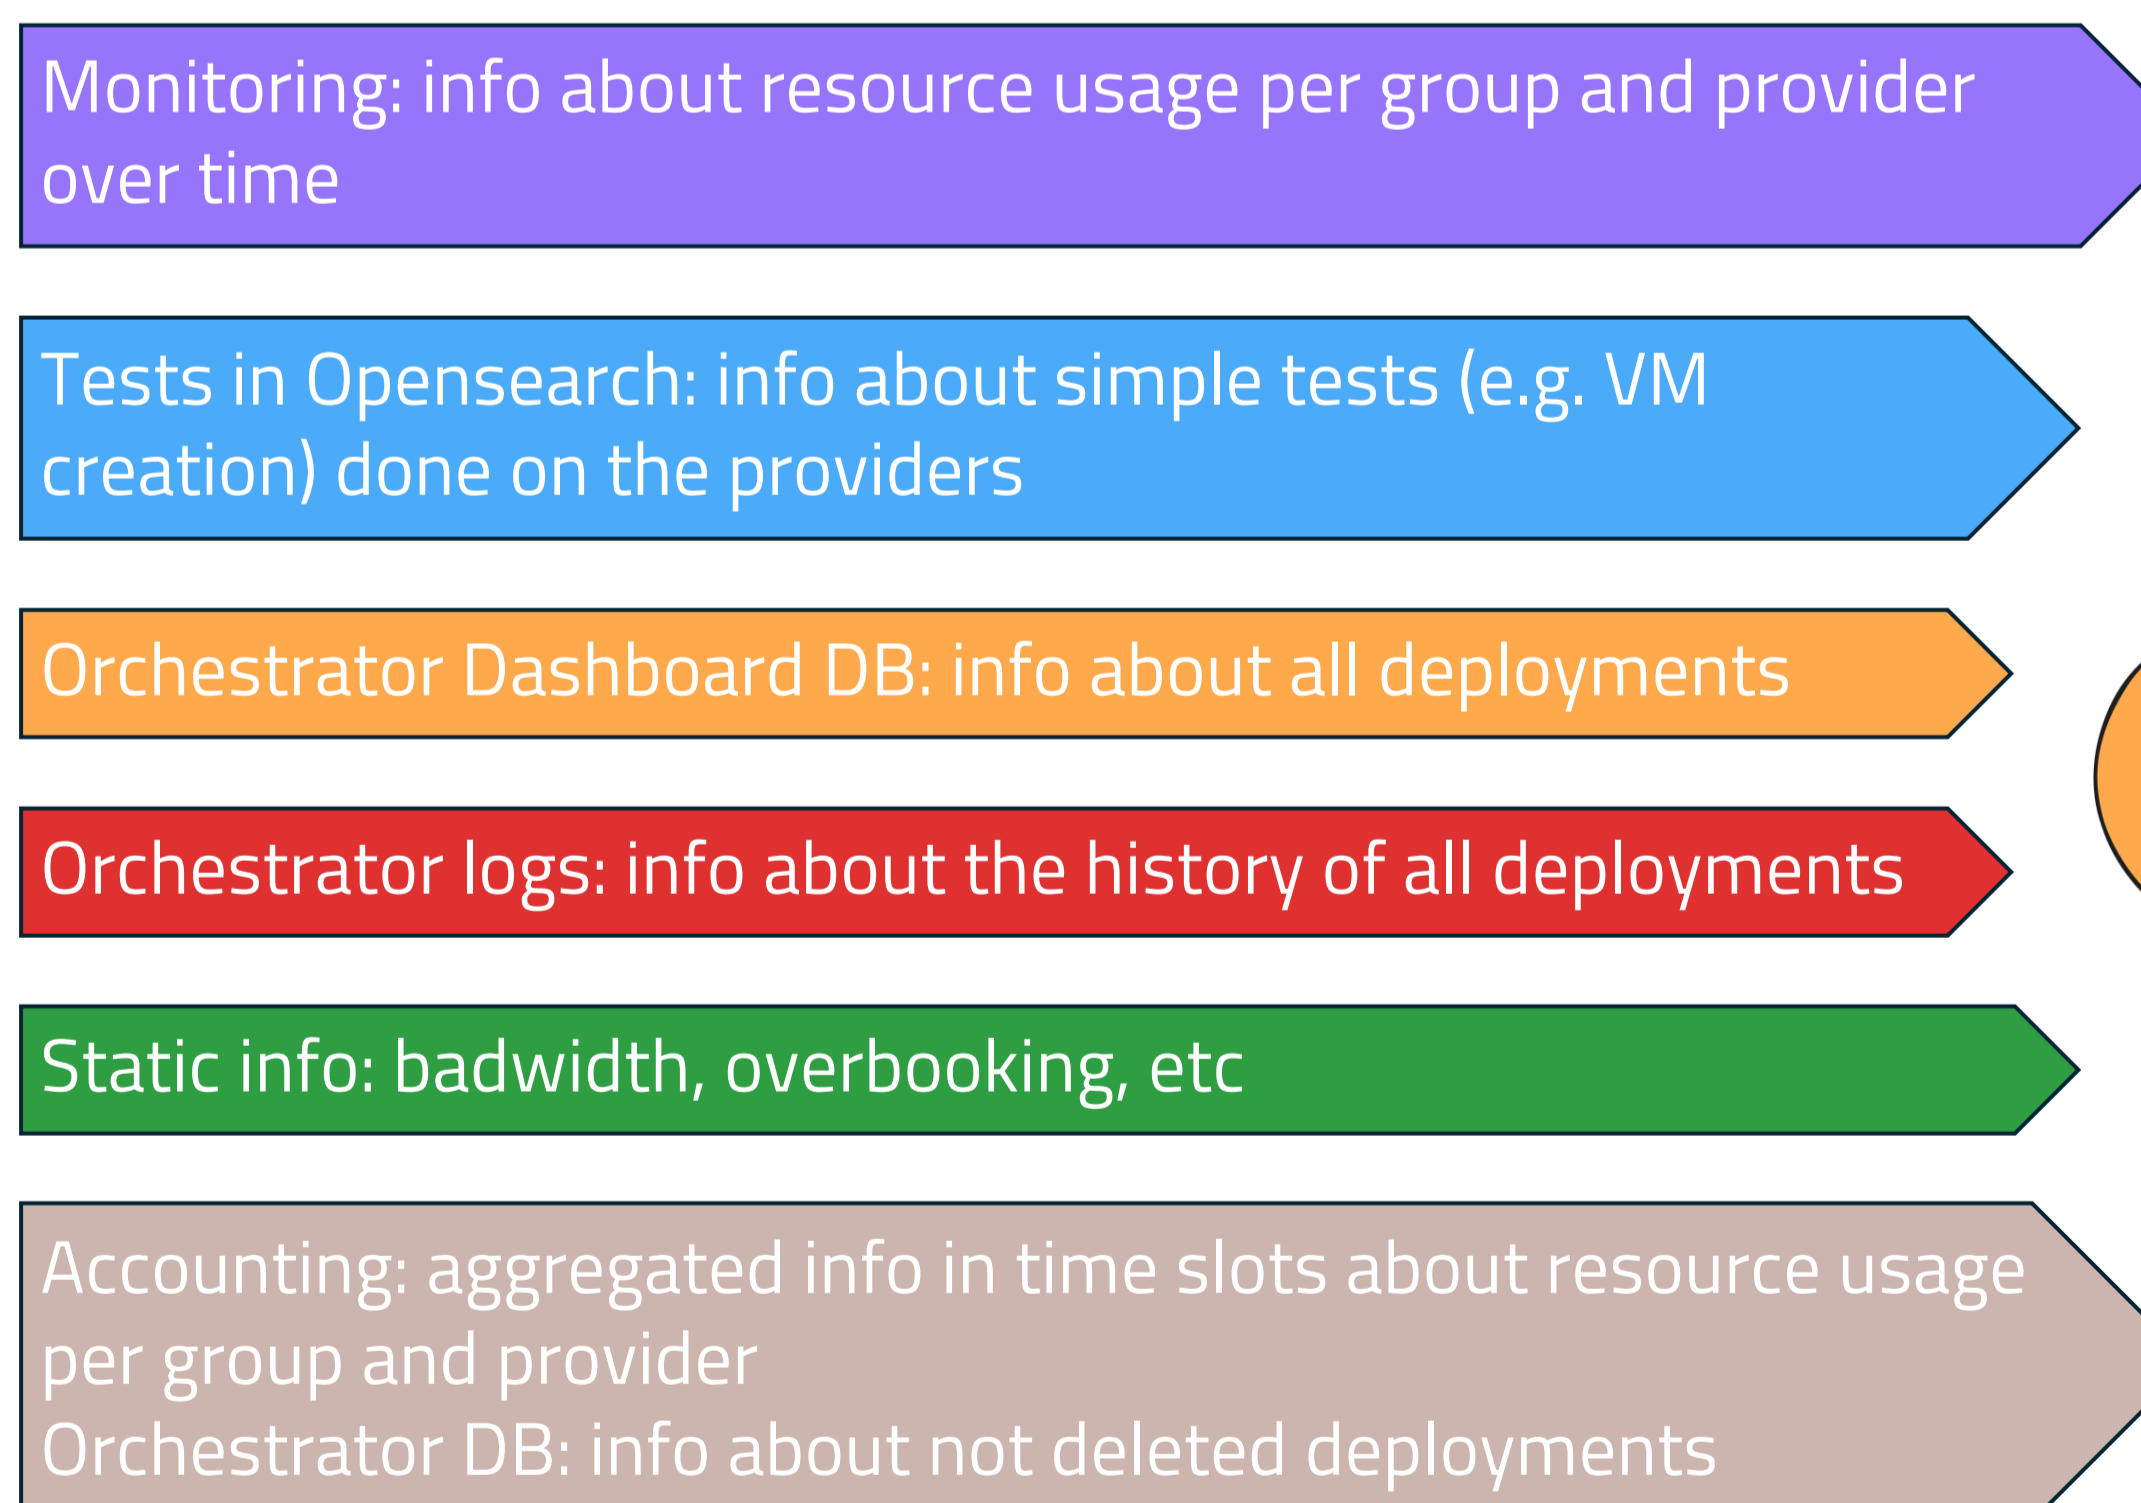 Monitoring: info about resource usage per group and provider
over time
Tests in Opensearch: info about simple tests (e.g. VM
creation) done on the providers
Orchestrator Dashboard DB: info about all deployments
Orchestrator logs: info about the history of all deployments
Static info: badwidth, overbooking, etc
Accounting: aggregated info in time slots about resource usage
per group and provider
Orchestrator DB: info about not deleted deployments